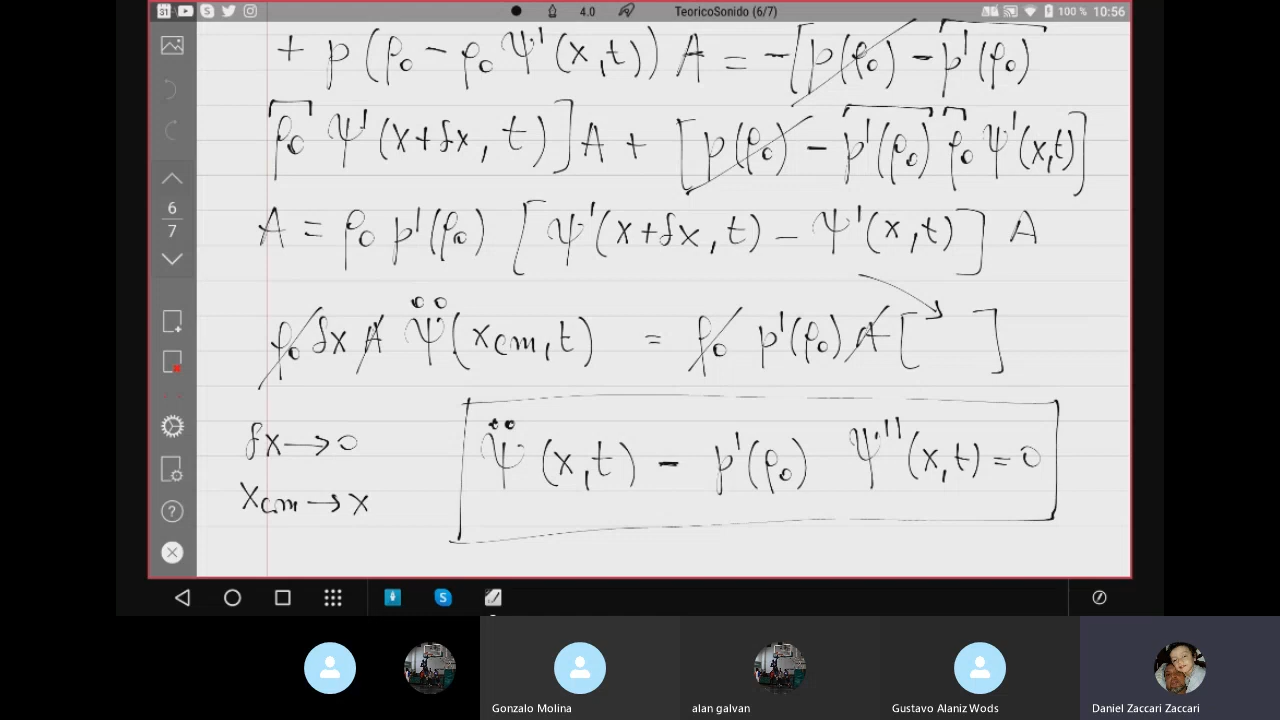 31 4.0 TeoricoSonido (6/7) 100 % 10:56
+ p(ρ₀ − ρ₀ Ψ'(x,t)) A = −[p(ρ₀) − p'(ρ₀)
ρ₀ Ψ'(x+δx, t)] A + [p(ρ₀) − p'(ρ₀) ρ₀ Ψ'(x,t)]
A = ρ₀ p'(ρ₀) [Ψ'(x+δx, t) − Ψ'(x,t)] A
ρ₀ δx A Ψ̈(xcm, t) = ρ₀ p'(ρ₀) A [ ]
δx → 0
xcm → x
Ψ̈(x,t) − p'(ρ₀) Ψ''(x,t) = 0
6
7
Gonzalo Molina
alan galvan
Gustavo Alaniz Wods
Daniel Zaccari Zaccari